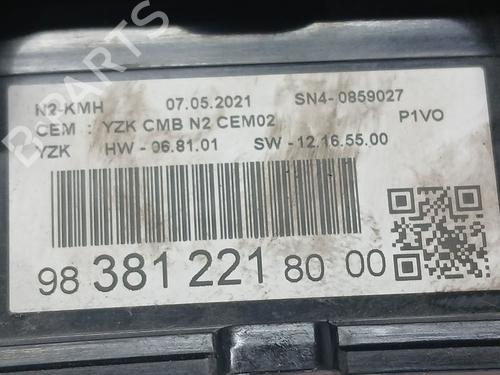 N2-KMH 07.05.2021 SN4-0859027
CEM : YZK CMB N2 CEM02 P1VO
YZK HW -06.81.01 SW -12.16.55.00
98 381 221 80 00
B-PARTS